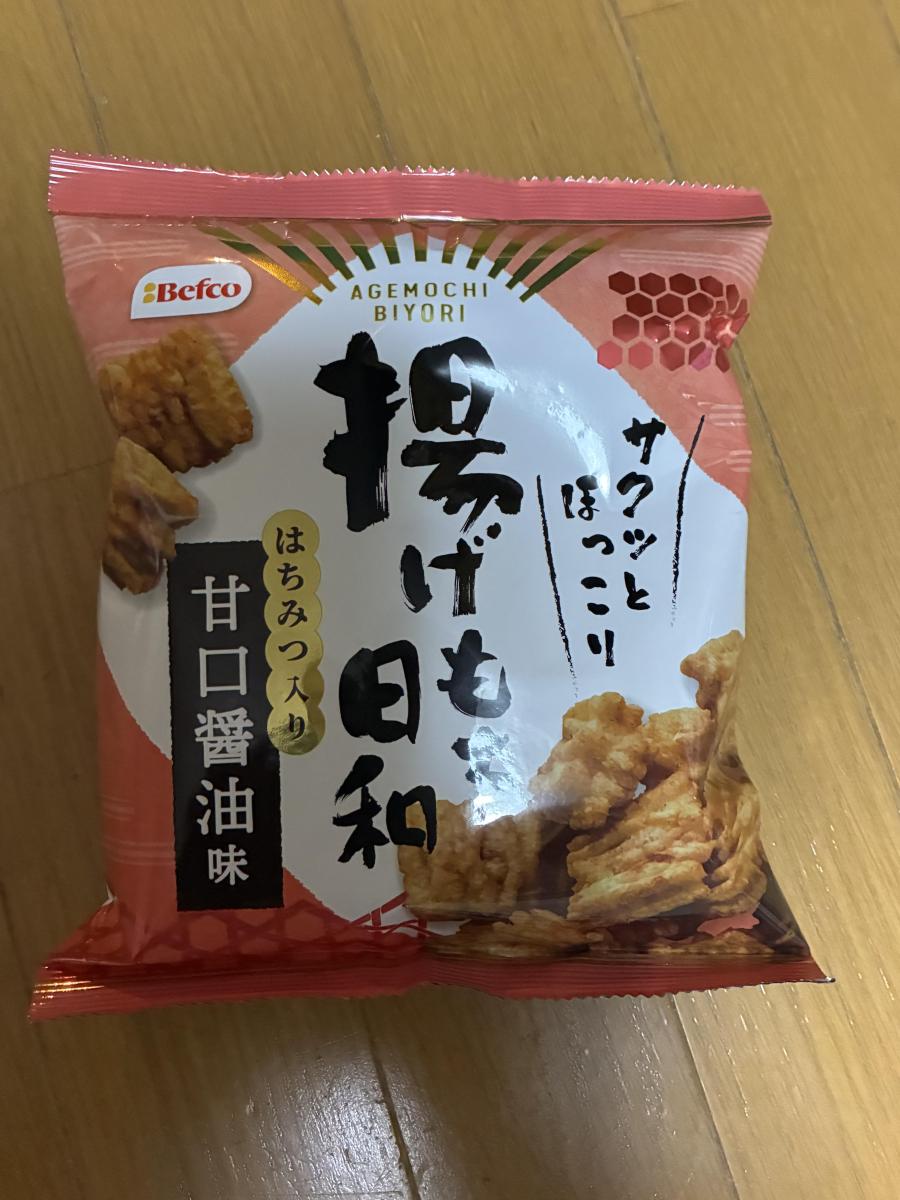 Befco
AGEMOCHI
BIYORI
サクッと
ほっこり
揚げもち
日和
はちみつ入り
甘口醤油味